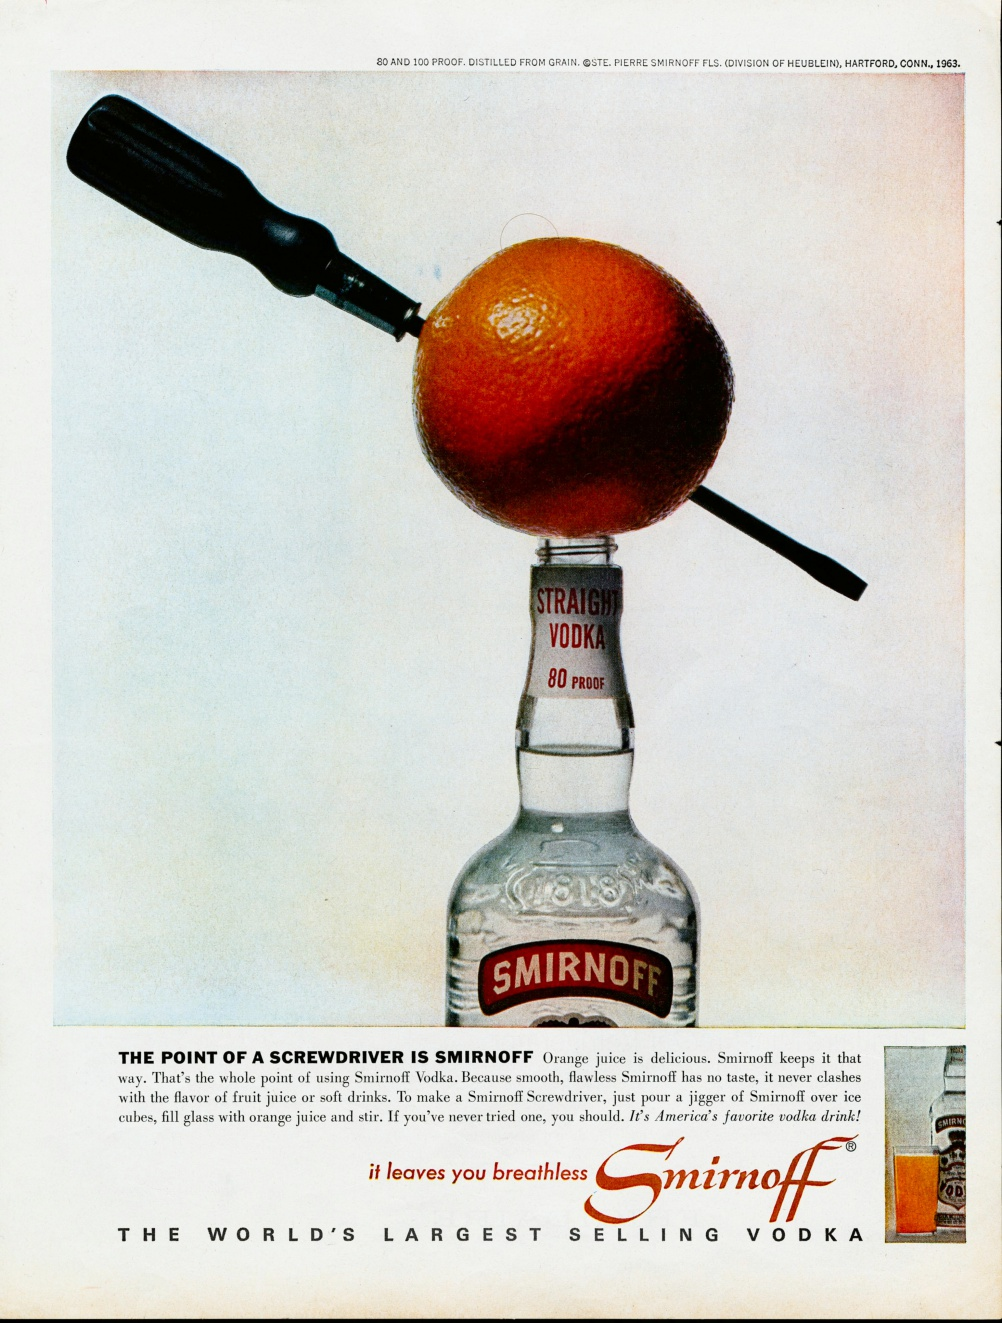 80 AND 100 PROOF. DISTILLED FROM GRAIN. ©STE. PIERRE SMIRNOFF FLS. (DIVISION OF HEUBLEIN), HARTFORD, CONN., 1963.
STRAIGHT
VODKA
80 PROOF
1818
SMIRNOFF
THE POINT OF A SCREWDRIVER IS SMIRNOFF Orange juice is delicious. Smirnoff keeps it that
way. That's the whole point of using Smirnoff Vodka. Because smooth, flawless Smirnoff has no taste, it never clashes
with the flavor of fruit juice or soft drinks. To make a Smirnoff Screwdriver, just pour a jigger of Smirnoff over ice
cubes, fill glass with orange juice and stir. If you've never tried one, you should. It's America's favorite vodka drink!
it leaves you breathless
Smirnoff®
THE WORLD'S LARGEST SELLING VODKA